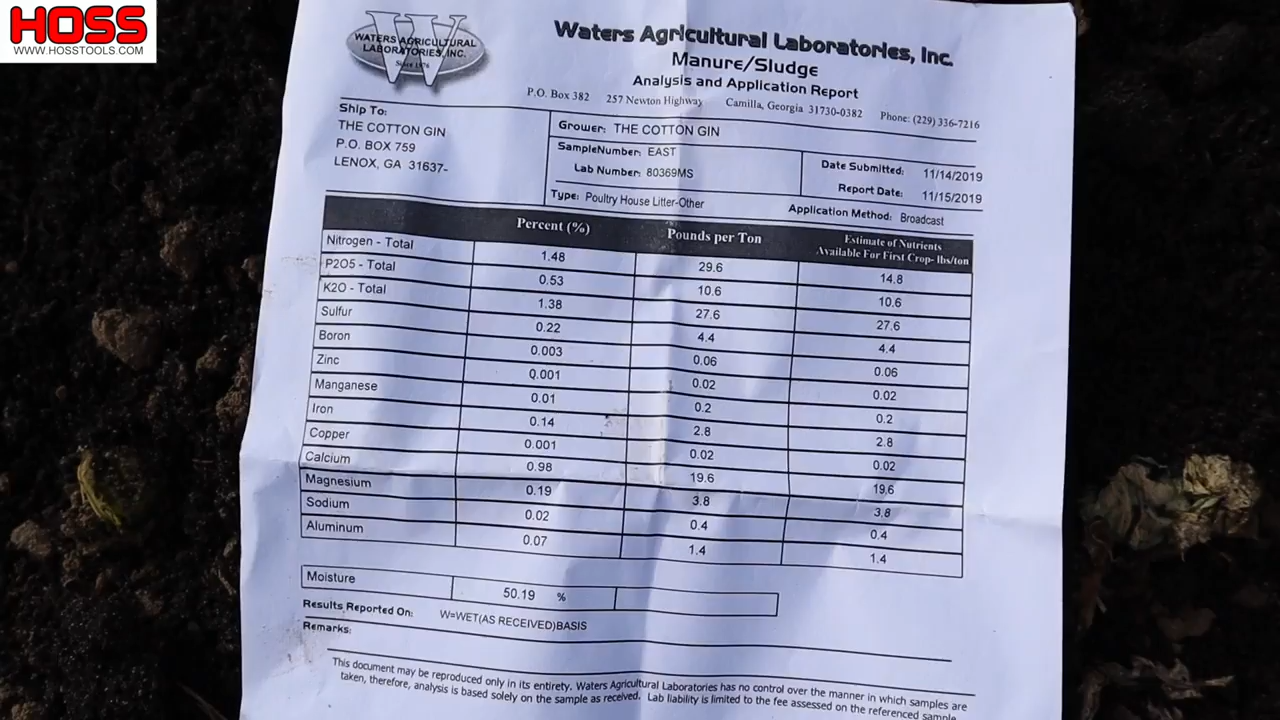 HOSS
WWW.HOSSTOOLS.COM
WATERS AGRICULTURAL
LABORATORIES, INC.
Since 1976
Waters Agricultural Laboratories, Inc.
Manure/Sludge
Analysis and Application Report
P.O. Box 382 257 Newton Highway Camilla, Georgia 31730-0382 Phone: (229) 336-7216
Ship To:
THE COTTON GIN
P.O. BOX 759
LENOX, GA 31637-
Grower: THE COTTON GIN
SampleNumber: EAST
Lab Number: 80369MS
Date Submitted: 11/14/2019
Report Date: 11/15/2019
Type: Poultry House Litter-Other Application Method: Broadcast
Percent (%) Pounds per Ton Estimate of Nutrients
Available For First Crop- lbs/ton
Nitrogen - Total 1.48 29.6 14.8
P2O5 - Total 0.53 10.6 10.6
K2O - Total 1.38 27.6 27.6
Sulfur 0.22 4.4 4.4
Boron 0.003 0.06 0.06
Zinc 0.001 0.02 0.02
Manganese 0.01 0.2 0.2
Iron 0.14 2.8 2.8
Copper 0.001 0.02 0.02
Calcium 0.98 19.6 19.6
Magnesium 0.19 3.8 3.8
Sodium 0.02 0.4 0.4
Aluminum 0.07 1.4 1.4
Moisture 50.19 %
Results Reported On: W=WET(AS RECEIVED)BASIS
Remarks:
This document may be reproduced only in its entirety. Waters Agricultural Laboratories has no control over the manner in which samples are
taken, therefore, analysis is based solely on the sample as received. Lab liability is limited to the fee assessed on the referenced sample